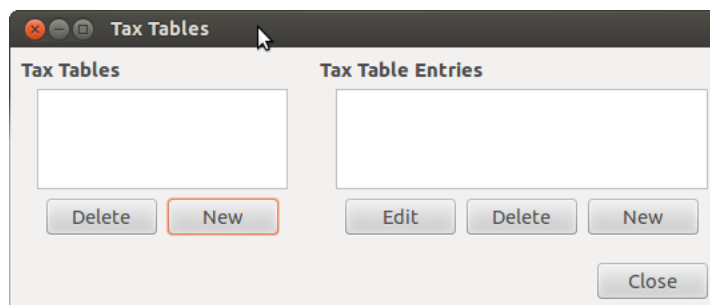 Tax Tables
Tax Tables Tax Table Entries
Delete New Edit Delete New
Close